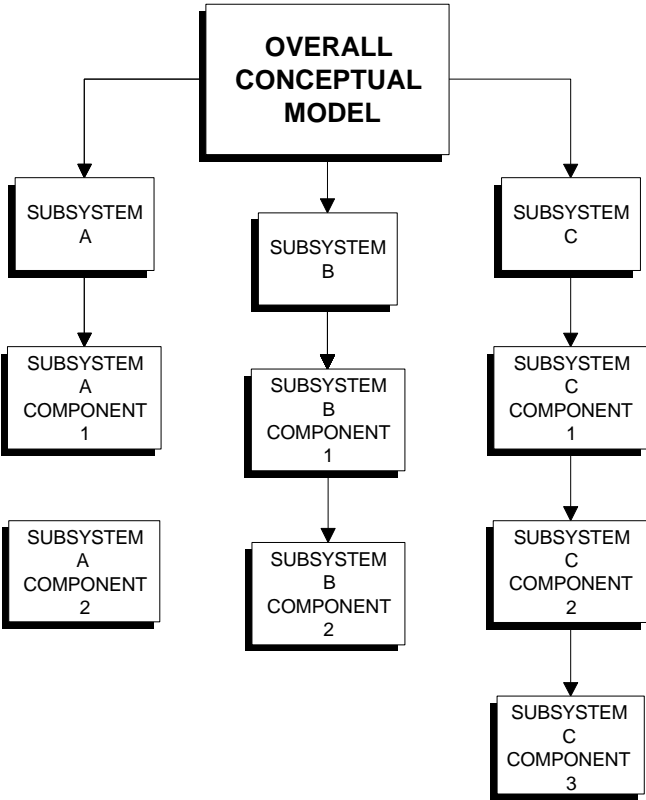 OVERALL
CONCEPTUAL
MODEL
SUBSYSTEM
A
SUBSYSTEM
B
SUBSYSTEM
C
SUBSYSTEM
A
COMPONENT
1
SUBSYSTEM
B
COMPONENT
1
SUBSYSTEM
C
COMPONENT
1
SUBSYSTEM
A
COMPONENT
2
SUBSYSTEM
B
COMPONENT
2
SUBSYSTEM
C
COMPONENT
2
SUBSYSTEM
C
COMPONENT
3